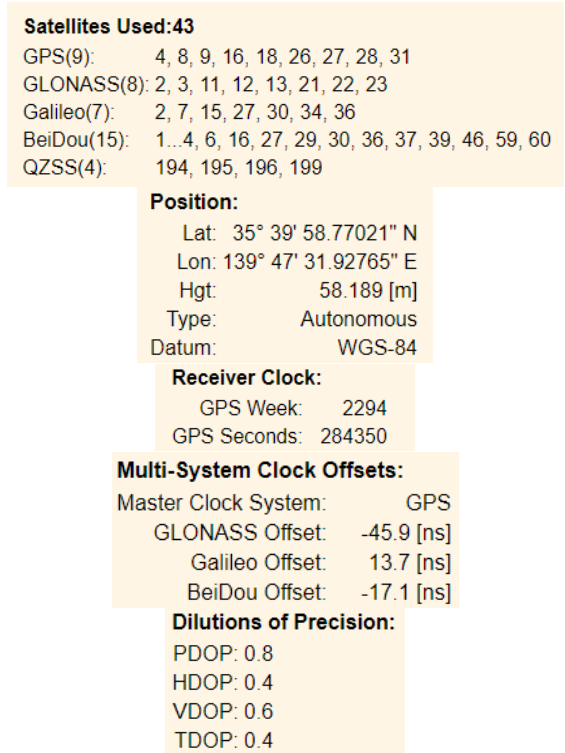 Satellites Used:43
GPS(9): 4, 8, 9, 16, 18, 26, 27, 28, 31
GLONASS(8): 2, 3, 11, 12, 13, 21, 22, 23
Galileo(7): 2, 7, 15, 27, 30, 34, 36
BeiDou(15): 1...4, 6, 16, 27, 29, 30, 36, 37, 39, 46, 59, 60
QZSS(4): 194, 195, 196, 199
Position:
Lat: 35° 39' 58.77021" N
Lon: 139° 47' 31.92765" E
Hgt: 58.189 [m]
Type: Autonomous
Datum: WGS-84
Receiver Clock:
GPS Week: 2294
GPS Seconds: 284350
Multi-System Clock Offsets:
Master Clock System: GPS
GLONASS Offset: -45.9 [ns]
Galileo Offset: 13.7 [ns]
BeiDou Offset: -17.1 [ns]
Dilutions of Precision:
PDOP: 0.8
HDOP: 0.4
VDOP: 0.6
TDOP: 0.4